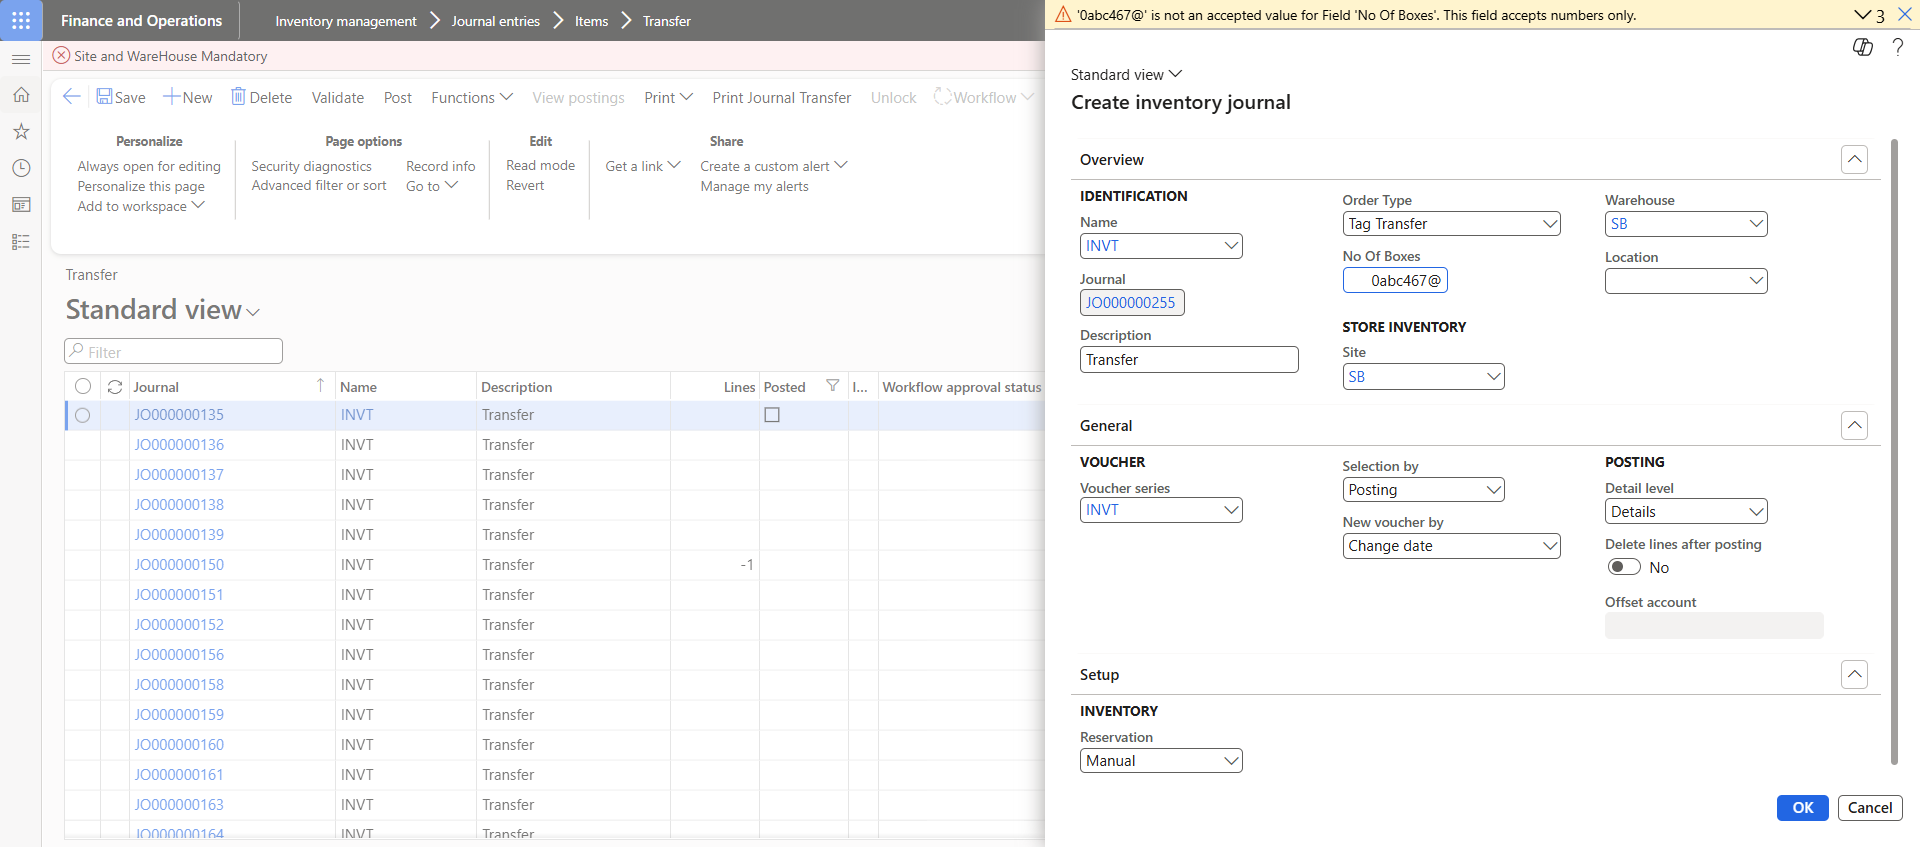 Finance and Operations
Inventory management
Journal entries
Items
Transfer
Site and WareHouse Mandatory
Save
New
Delete
Validate
Post
Functions
View postings
Print
Print Journal Transfer
Unlock
Workflow
Personalize
Always open for editing
Personalize this page
Add to workspace
Page options
Security diagnostics
Advanced filter or sort
Record info
Go to
Edit
Read mode
Revert
Get a link
Share
Create a custom alert
Manage my alerts
Transfer
Standard view
Filter
Journal Name Description Lines Posted I... Workflow approval status
JO000000135 INVT Transfer
JO000000136 INVT Transfer
JO000000137 INVT Transfer
JO000000138 INVT Transfer
JO000000139 INVT Transfer
JO000000150 INVT Transfer -1
JO000000151 INVT Transfer
JO000000152 INVT Transfer
JO000000156 INVT Transfer
JO000000158 INVT Transfer
JO000000159 INVT Transfer
JO000000160 INVT Transfer
JO000000161 INVT Transfer
JO000000163 INVT Transfer
JO000000164 INVT Transfer
'0abc467@' is not an accepted value for Field 'No Of Boxes'. This field accepts numbers only.
3
?
Standard view
Create inventory journal
Overview
IDENTIFICATION
Name
INVT
Journal
JO000000255
Description
Transfer
Order Type
Tag Transfer
No Of Boxes
0abc467@
STORE INVENTORY
Site
SB
Warehouse
SB
Location
General
VOUCHER
Voucher series
INVT
Selection by
Posting
New voucher by
Change date
POSTING
Detail level
Details
Delete lines after posting
No
Offset account
Setup
INVENTORY
Reservation
Manual
OK
Cancel